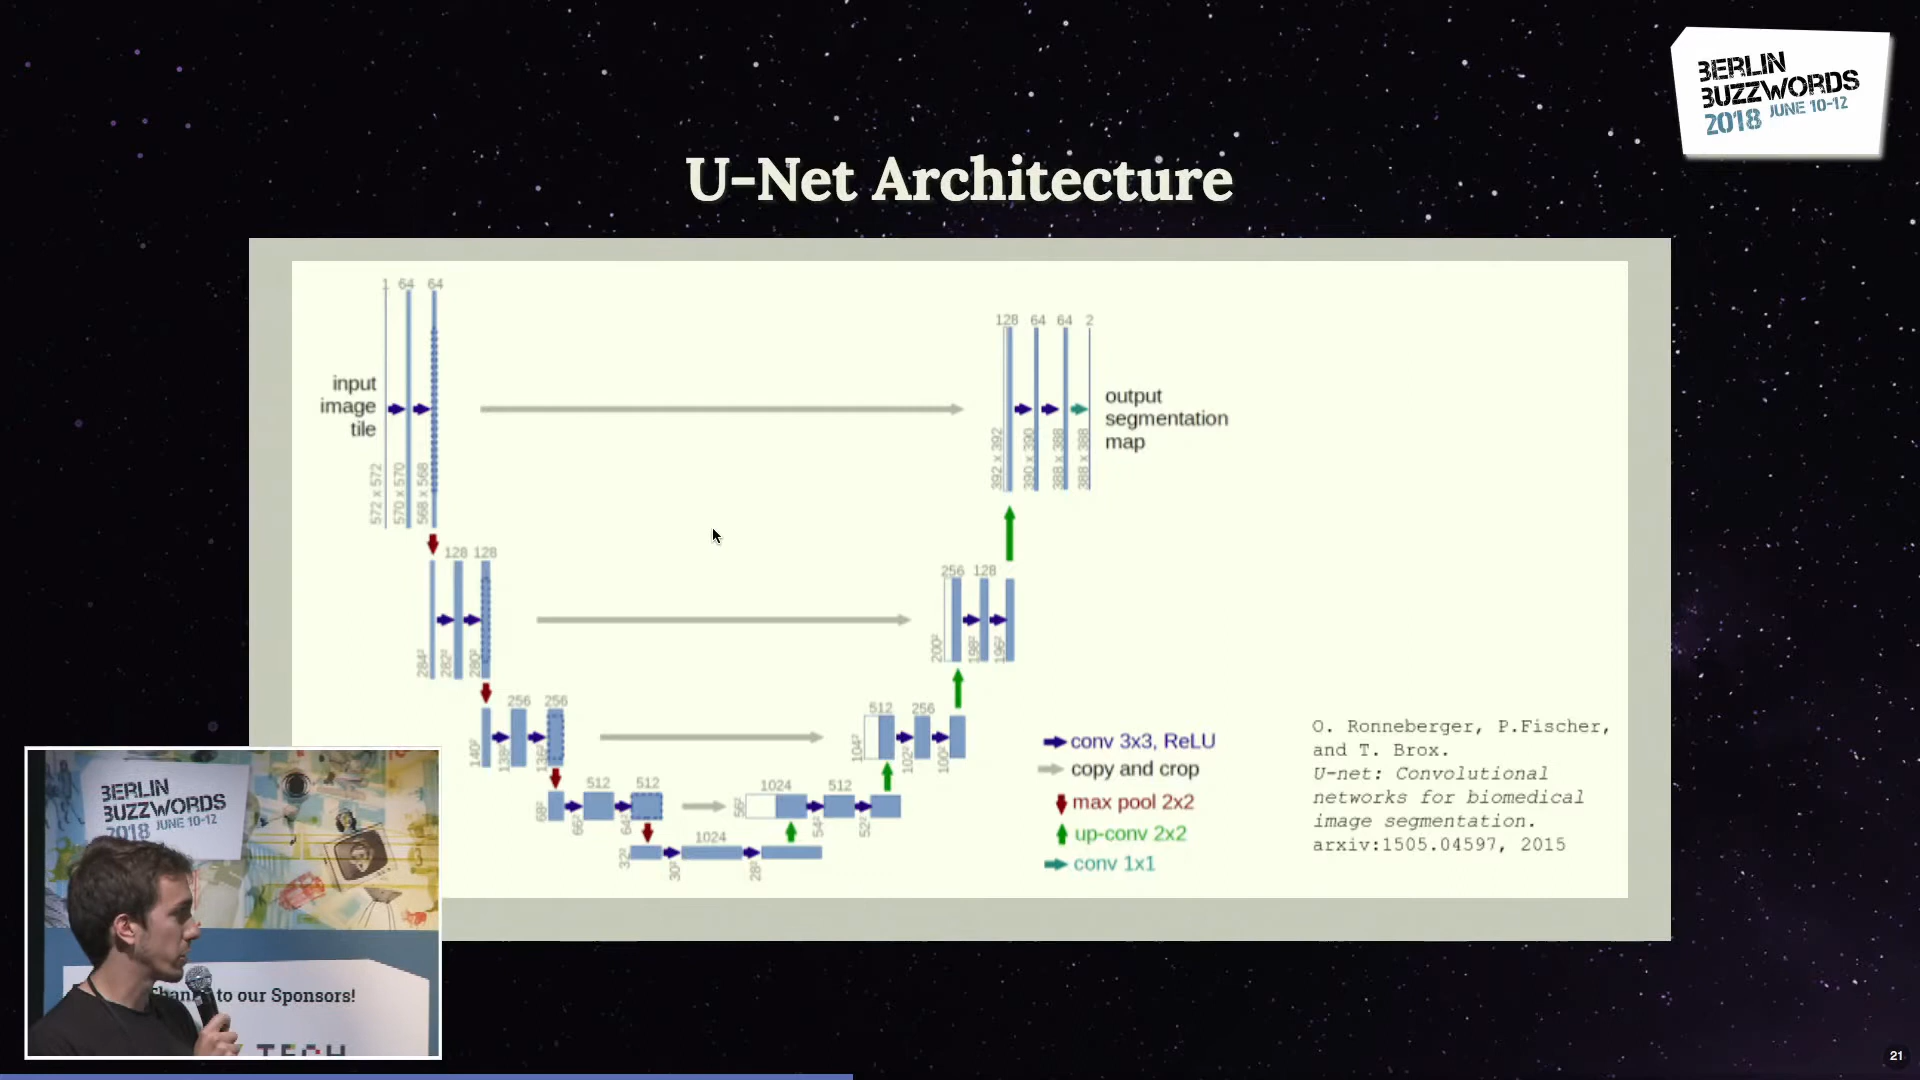 BERLIN
BUZZWORDS
2018 JUNE 10-12
U-Net Architecture
1 64 64
128 64 64 2
input
image
tile
output
segmentation
map
572 x 572
570 x 570
568 x 568
392 x 392
390 x 390
388 x 388
388 x 388
128 128
256 128
284²
282²
280²
200²
198²
196²
256 256
512 256
140²
138²
136²
104²
102²
100²
512 512
1024 512
68²
66²
64²
56²
54²
52²
1024
32²
30²
28²
conv 3x3, ReLU
copy and crop
max pool 2x2
up-conv 2x2
conv 1x1
O. Ronneberger, P.Fischer,
and T. Brox.
U-net: Convolutional
networks for biomedical
image segmentation.
arxiv:1505.04597, 2015
BERLIN
BUZZWORDS
2018 JUNE 10-12
to our Sponsors!
TECH
21